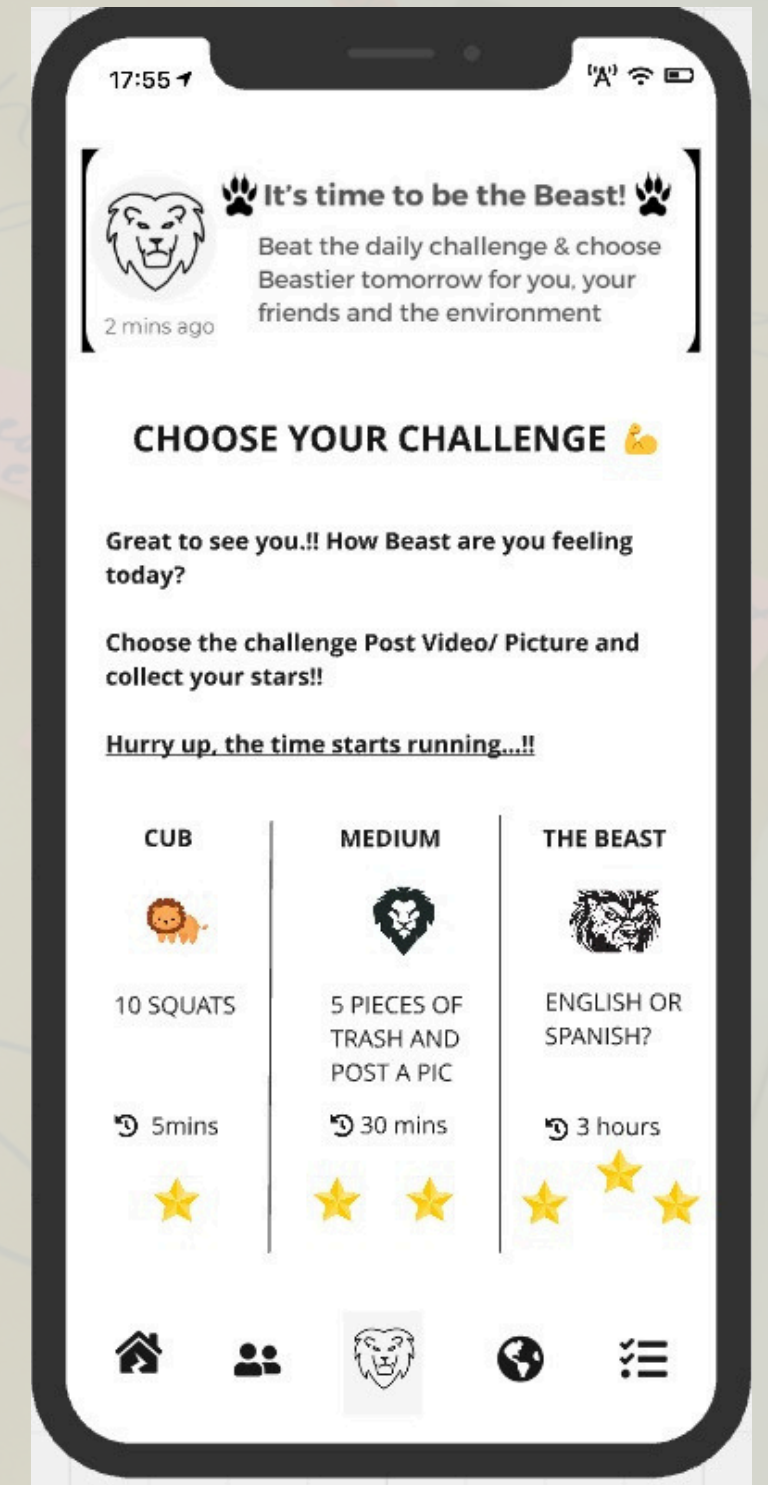 17:55
It's time to be the Beast!
Beat the daily challenge & choose
Beastier tomorrow for you, your
friends and the environment
2 mins ago
CHOOSE YOUR CHALLENGE 💪
Great to see you.!! How Beast are you feeling
today?
Choose the challenge Post Video/ Picture and
collect your stars!!
Hurry up, the time starts running...!!
CUB
10 SQUATS
5mins
MEDIUM
5 PIECES OF
TRASH AND
POST A PIC
30 mins
THE BEAST
ENGLISH OR
SPANISH?
3 hours